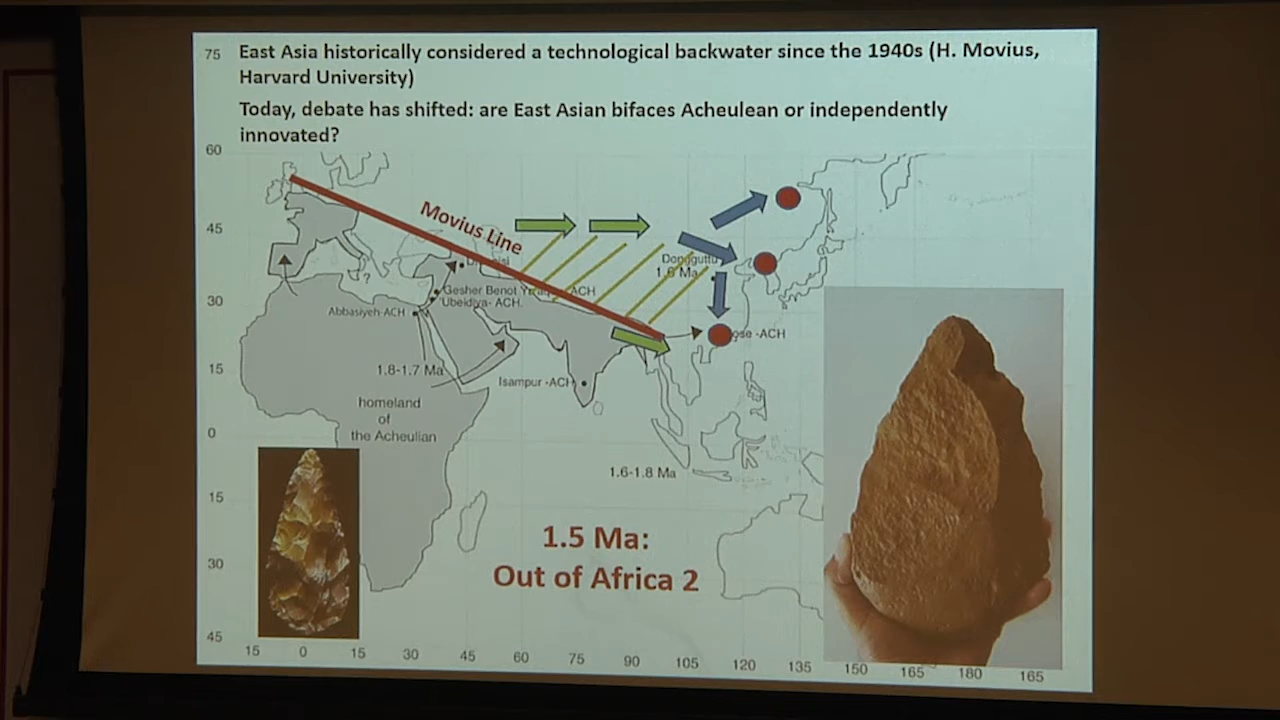 75
East Asia historically considered a technological backwater since the 1940s (H. Movius,
Harvard University)
Today, debate has shifted: are East Asian bifaces Acheulean or independently
innovated?
60
Movius Line
45
Dongguttuo
1.6 Ma
Gesher Benot ACH
Ubeidiya- ACH.
30
Abbasiyeh-ACH
?
ose -ACH
15
1.8-1.7 Ma
Isampur -ACH
homeland
of
the Acheulian
0
1.6-1.8 Ma
15
1.5 Ma:
Out of Africa 2
30
45
15 0 15 30 45 60 75 90 105 120 135 150 165 180 165